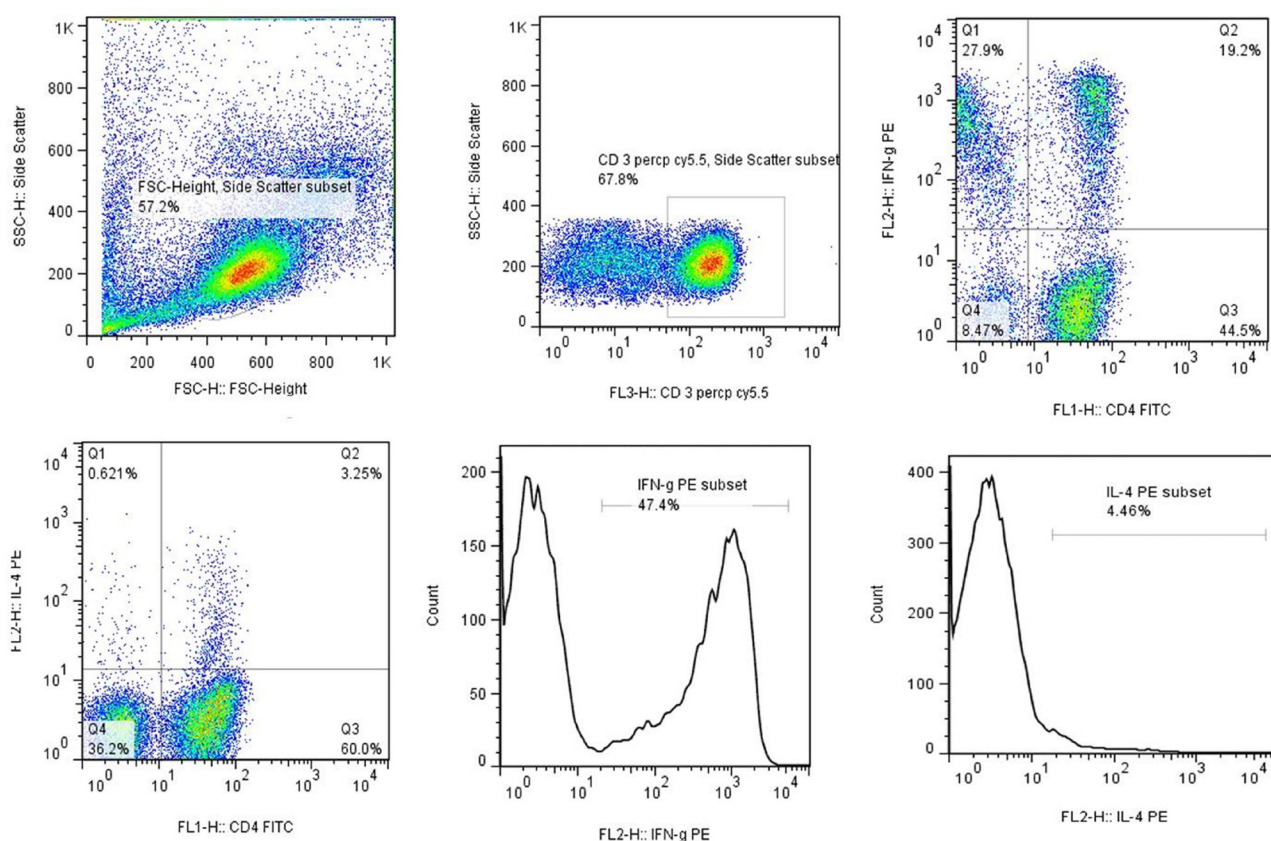 1K
800
600
400
200
0
SSC-H:: Side Scatter
FSC-Height, Side Scatter subset
57.2%
0 200 400 600 800 1K
FSC-H:: FSC-Height
1K
800
600
400
200
0
SSC-H:: Side Scatter
CD 3 percp cy5.5, Side Scatter subset
67.8%
10^0 10^1 10^2 10^3 10^4
FL3-H:: CD 3 percp cy5.5
10^4
10^3
10^2
10^1
10^0
FL2-H:: IFN-g PE
Q1 Q2
27.9% 19.2%
Q4 Q3
8.47% 44.5%
10^0 10^1 10^2 10^3 10^4
FL1-H:: CD4 FITC
10^4
10^3
10^2
10^1
10^0
FL2-H:: IL-4 PE
Q1 Q2
0.621% 3.25%
Q4 Q3
36.2% 60.0%
10^0 10^1 10^2 10^3 10^4
FL1-H:: CD4 FITC
200
150
100
50
0
Count
IFN-g PE subset
47.4%
10^0 10^1 10^2 10^3 10^4
FL2-H:: IFN-g PE
400
300
200
100
0
Count
IL-4 PE subset
4.46%
10^0 10^1 10^2 10^3 10^4
FL2-H:: IL-4 PE